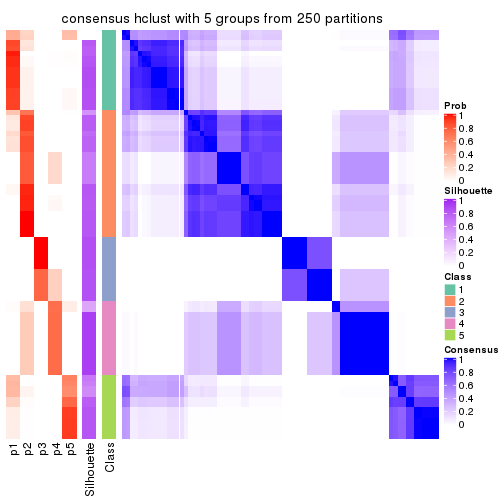 consensus hclust with 5 groups from 250 partitions
Prob
1
0.8
0.6
0.4
0.2
0
Silhouette
1
0.8
0.6
0.4
0.2
0
Class
1
2
3
4
5
Consensus
1
0.8
0.6
0.4
0.2
0
p1
p2
p3
p4
p5
Silhouette
Class